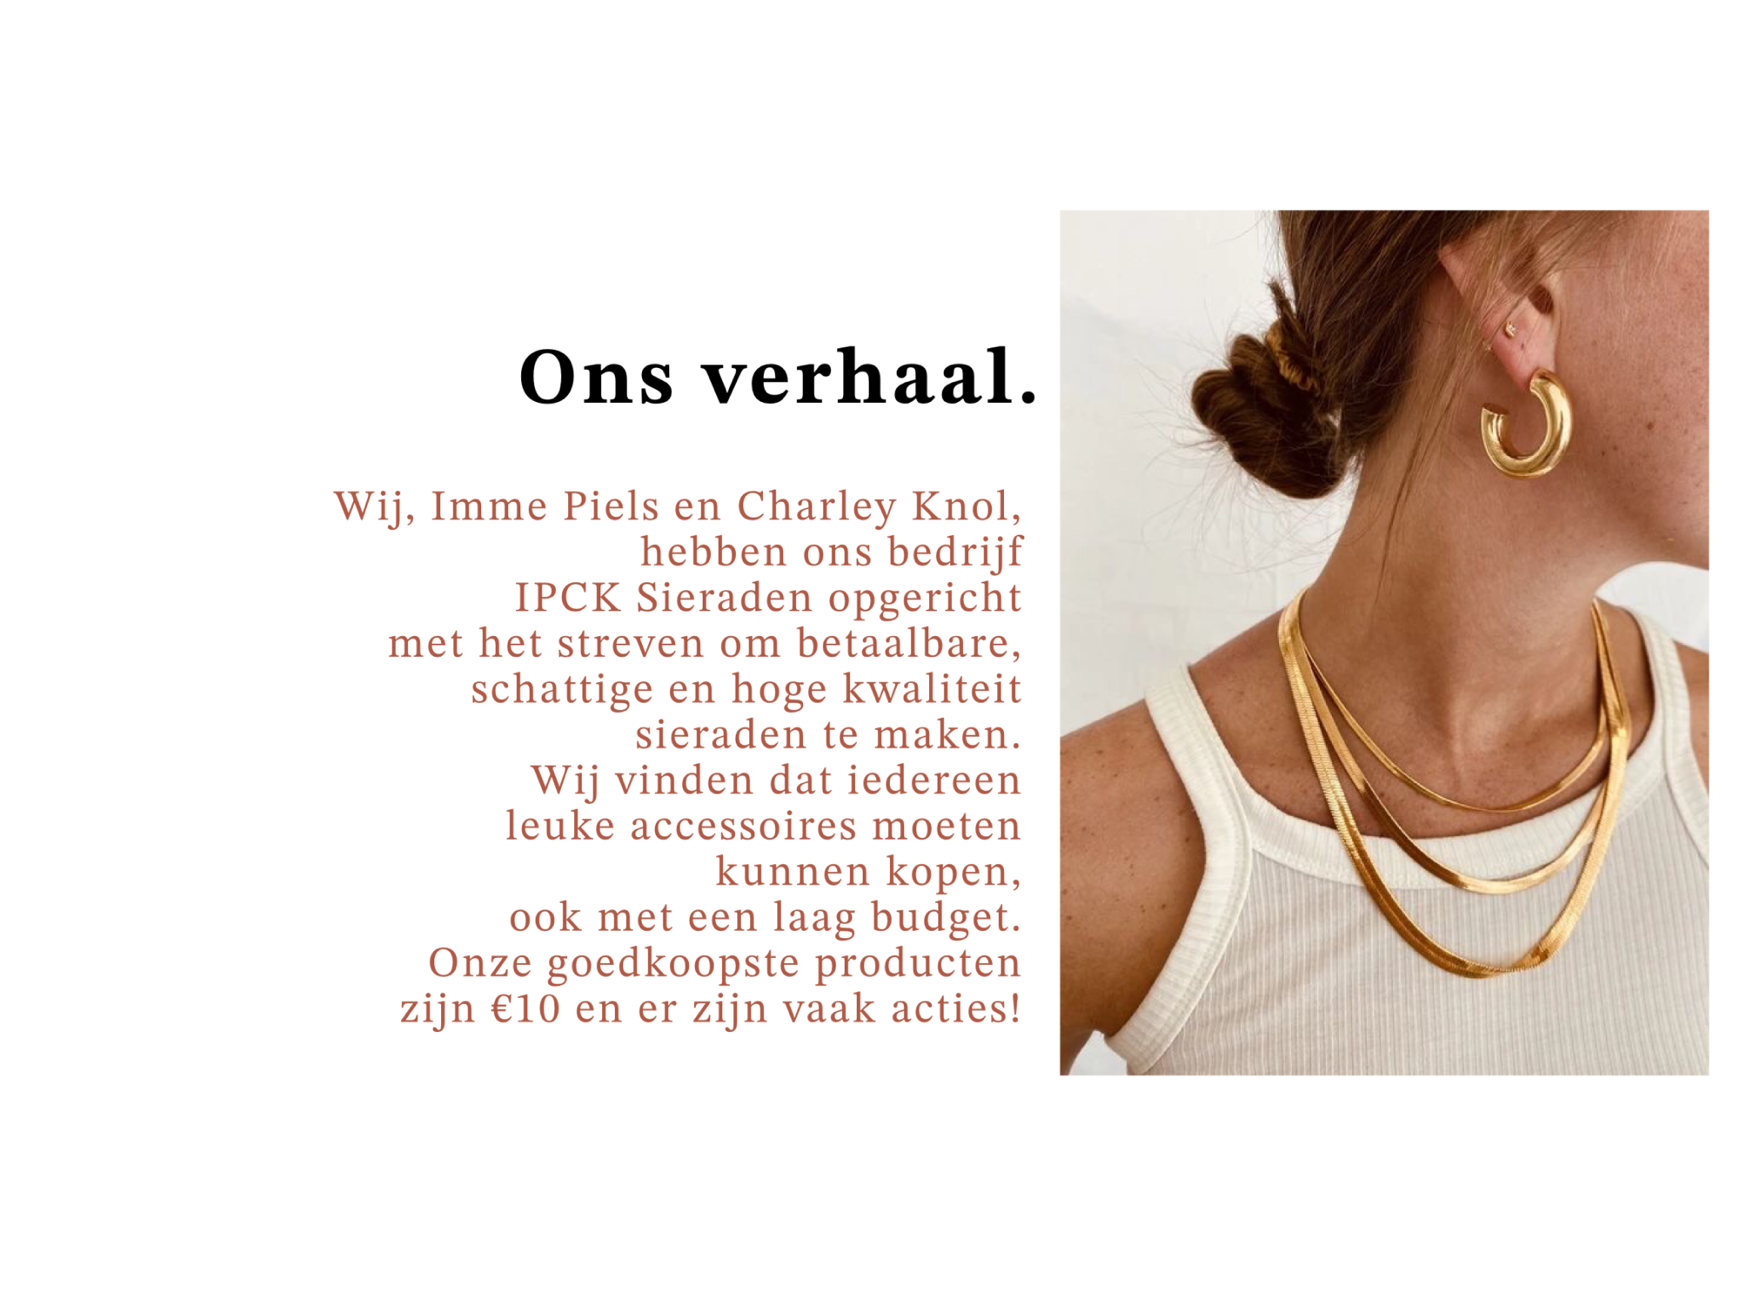 Ons verhaal.
Wij, Imme Piels en Charley Knol,
hebben ons bedrijf
IPCK Sieraden opgericht
met het streven om betaalbare,
schattige en hoge kwaliteit
sieraden te maken.
Wij vinden dat iedereen
leuke accessoires moeten
kunnen kopen,
ook met een laag budget.
Onze goedkoopste producten
zijn €10 en er zijn vaak acties!